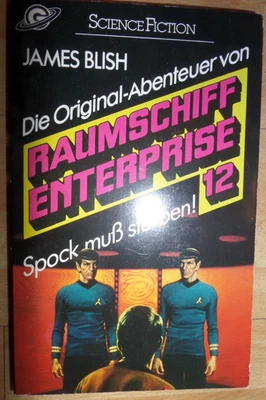 SCIENCE FICTION
JAMES BLISH
Die Original-Abenteuer von
RAUMSCHIFF
ENTERPRISE
12
Spock muß sterben!